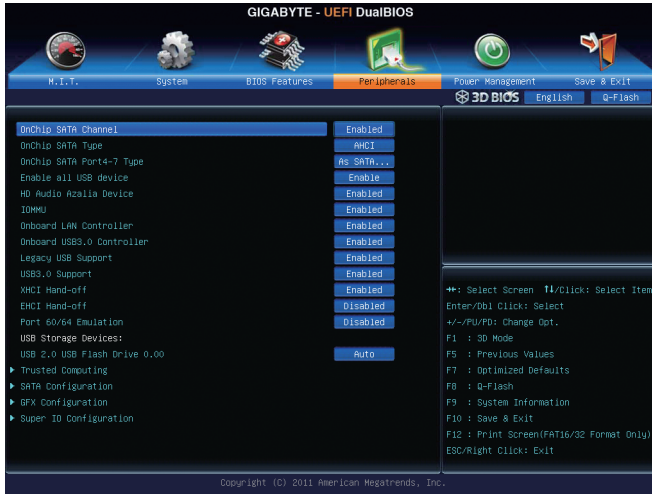 GIGABYTE - UEFI DualBIOS
M.I.T. System BIOS Features Peripherals Power Management Save & Exit
3D BIOS English Q-Flash
OnChip SATA Channel Enabled
OnChip SATA Type AHCI
OnChip SATA Port4-7 Type As SATA...
Enable all USB device Enable
HD Audio Azalia Device Enabled
IOMMU Enabled
Onboard LAN Controller Enabled
Onboard USB3.0 Controller Enabled
Legacy USB Support Enabled
USB3.0 Support Enabled
XHCI Hand-off Enabled
EHCI Hand-off Disabled
Port 60/64 Emulation Disabled
USB Storage Devices:
USB 2.0 USB Flash Drive 0.00 Auto
Trusted Computing
SATA Configuration
GFX Configuration
Super IO Configuration
→←: Select Screen ↑↓/Click: Select Item
Enter/Dbl Click: Select
+/-/PU/PD: Change Opt.
F1 : 3D Mode
F5 : Previous Values
F7 : Optimized Defaults
F8 : Q-Flash
F9 : System Information
F10 : Save & Exit
F12 : Print Screen(FAT16/32 Format Only)
ESC/Right Click: Exit
Copyright (C) 2011 American Megatrends, Inc.